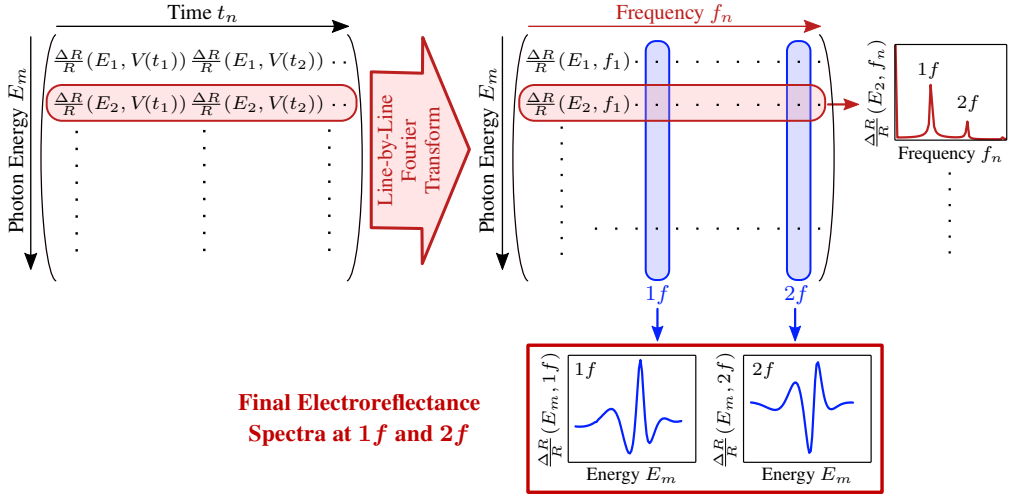 Time t_n
Photon Energy E_m
ΔR/R (E_1, V(t_1)) ΔR/R (E_1, V(t_2)) · ·
ΔR/R (E_2, V(t_1)) ΔR/R (E_2, V(t_2)) · ·
Line-by-Line
Fourier
Transform
Frequency f_n
Photon Energy E_m
ΔR/R (E_1, f_1)
ΔR/R (E_2, f_1)
1f
2f
ΔR/R (E_2, f_n)
1f
2f
Frequency f_n
Final Electroreflectance
Spectra at 1f and 2f
ΔR/R (E_m, 1f)
1f
Energy E_m
ΔR/R (E_m, 2f)
2f
Energy E_m